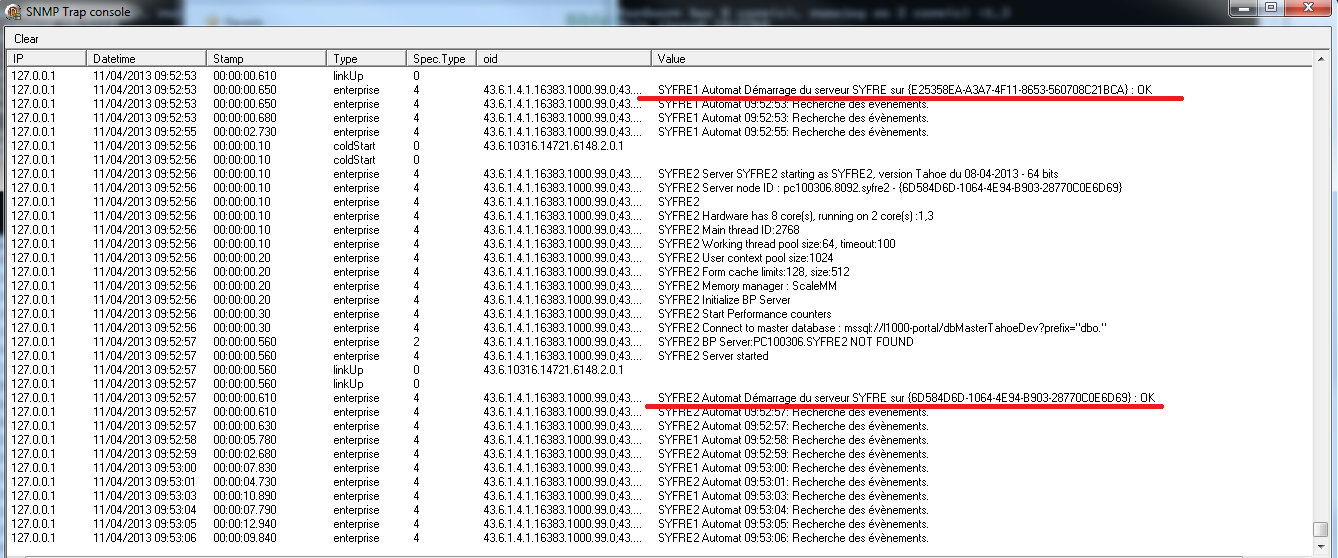 SNMP Trap console
Clear
IP Datetime Stamp Type Spec.Type oid Value
127.0.0.1 11/04/2013 09:52:53 00:00:00.610 linkUp 0
127.0.0.1 11/04/2013 09:52:53 00:00:00.650 enterprise 4 43.6.1.4.1.16383.1000.99.0;43.... SYFRE1 Automat Démarrage du serveur SYFRE sur {E25358EA-A3A7-4F11-8653-560708C21BCA} : OK
127.0.0.1 11/04/2013 09:52:53 00:00:00.650 enterprise 4 43.6.1.4.1.16383.1000.99.0;43.... SYFRE1 Automat 09:52:53: Recherche des évènements.
127.0.0.1 11/04/2013 09:52:53 00:00:00.680 enterprise 4 43.6.1.4.1.16383.1000.99.0;43.... SYFRE1 Automat 09:52:53: Recherche des évènements.
127.0.0.1 11/04/2013 09:52:55 00:00:02.730 enterprise 4 43.6.1.4.1.16383.1000.99.0;43.... SYFRE1 Automat 09:52:55: Recherche des évènements.
127.0.0.1 11/04/2013 09:52:56 00:00:00.10 coldStart 0 43.6.10316.14721.6148.2.0.1
127.0.0.1 11/04/2013 09:52:56 00:00:00.10 coldStart 0
127.0.0.1 11/04/2013 09:52:56 00:00:00.10 enterprise 4 43.6.1.4.1.16383.1000.99.0;43.... SYFRE2 Server SYFRE2 starting as SYFRE2, version Tahoe du 08-04-2013 - 64 bits
127.0.0.1 11/04/2013 09:52:56 00:00:00.10 enterprise 4 43.6.1.4.1.16383.1000.99.0;43.... SYFRE2 Server node ID : pc100306.8092.syfre2 - {6D584D6D-1064-4E94-B903-28770C0E6D69}
127.0.0.1 11/04/2013 09:52:56 00:00:00.10 enterprise 4 43.6.1.4.1.16383.1000.99.0;43.... SYFRE2
127.0.0.1 11/04/2013 09:52:56 00:00:00.10 enterprise 4 43.6.1.4.1.16383.1000.99.0;43.... SYFRE2 Hardware has 8 core(s), running on 2 core(s) :1,3
127.0.0.1 11/04/2013 09:52:56 00:00:00.10 enterprise 4 43.6.1.4.1.16383.1000.99.0;43.... SYFRE2 Main thread ID:2768
127.0.0.1 11/04/2013 09:52:56 00:00:00.10 enterprise 4 43.6.1.4.1.16383.1000.99.0;43.... SYFRE2 Working thread pool size:64, timeout:100
127.0.0.1 11/04/2013 09:52:56 00:00:00.20 enterprise 4 43.6.1.4.1.16383.1000.99.0;43.... SYFRE2 User context pool size:1024
127.0.0.1 11/04/2013 09:52:56 00:00:00.20 enterprise 4 43.6.1.4.1.16383.1000.99.0;43.... SYFRE2 Form cache limits:128, size:512
127.0.0.1 11/04/2013 09:52:56 00:00:00.20 enterprise 4 43.6.1.4.1.16383.1000.99.0;43.... SYFRE2 Memory manager : ScaleMM
127.0.0.1 11/04/2013 09:52:56 00:00:00.20 enterprise 4 43.6.1.4.1.16383.1000.99.0;43.... SYFRE2 Initialize BP Server
127.0.0.1 11/04/2013 09:52:56 00:00:00.30 enterprise 4 43.6.1.4.1.16383.1000.99.0;43.... SYFRE2 Start Performance counters
127.0.0.1 11/04/2013 09:52:56 00:00:00.30 enterprise 4 43.6.1.4.1.16383.1000.99.0;43.... SYFRE2 Connect to master database : mssql://l1000-portal/dbMasterTahoeDev?prefix="dbo."
127.0.0.1 11/04/2013 09:52:57 00:00:00.560 enterprise 2 43.6.1.4.1.16383.1000.99.0;43.... SYFRE2 BP Server:PC100306.SYFRE2 NOT FOUND
127.0.0.1 11/04/2013 09:52:57 00:00:00.560 enterprise 4 43.6.1.4.1.16383.1000.99.0;43.... SYFRE2 Server started
127.0.0.1 11/04/2013 09:52:57 00:00:00.560 linkUp 0 43.6.10316.14721.6148.2.0.1
127.0.0.1 11/04/2013 09:52:57 00:00:00.560 linkUp 0
127.0.0.1 11/04/2013 09:52:57 00:00:00.610 enterprise 4 43.6.1.4.1.16383.1000.99.0;43.... SYFRE2 Automat Démarrage du serveur SYFRE sur {6D584D6D-1064-4E94-B903-28770C0E6D69} : OK
127.0.0.1 11/04/2013 09:52:57 00:00:00.610 enterprise 4 43.6.1.4.1.16383.1000.99.0;43.... SYFRE2 Automat 09:52:57: Recherche des évènements.
127.0.0.1 11/04/2013 09:52:57 00:00:00.630 enterprise 4 43.6.1.4.1.16383.1000.99.0;43.... SYFRE2 Automat 09:52:57: Recherche des évènements.
127.0.0.1 11/04/2013 09:52:58 00:00:05.780 enterprise 4 43.6.1.4.1.16383.1000.99.0;43.... SYFRE1 Automat 09:52:58: Recherche des évènements.
127.0.0.1 11/04/2013 09:52:59 00:00:02.680 enterprise 4 43.6.1.4.1.16383.1000.99.0;43.... SYFRE2 Automat 09:52:59: Recherche des évènements.
127.0.0.1 11/04/2013 09:53:00 00:00:07.830 enterprise 4 43.6.1.4.1.16383.1000.99.0;43.... SYFRE1 Automat 09:53:00: Recherche des évènements.
127.0.0.1 11/04/2013 09:53:01 00:00:04.730 enterprise 4 43.6.1.4.1.16383.1000.99.0;43.... SYFRE2 Automat 09:53:01: Recherche des évènements.
127.0.0.1 11/04/2013 09:53:03 00:00:10.890 enterprise 4 43.6.1.4.1.16383.1000.99.0;43.... SYFRE1 Automat 09:53:03: Recherche des évènements.
127.0.0.1 11/04/2013 09:53:04 00:00:07.790 enterprise 4 43.6.1.4.1.16383.1000.99.0;43.... SYFRE2 Automat 09:53:04: Recherche des évènements.
127.0.0.1 11/04/2013 09:53:05 00:00:12.940 enterprise 4 43.6.1.4.1.16383.1000.99.0;43.... SYFRE1 Automat 09:53:05: Recherche des évènements.
127.0.0.1 11/04/2013 09:53:06 00:00:09.840 enterprise 4 43.6.1.4.1.16383.1000.99.0;43.... SYFRE2 Automat 09:53:06: Recherche des évènements.